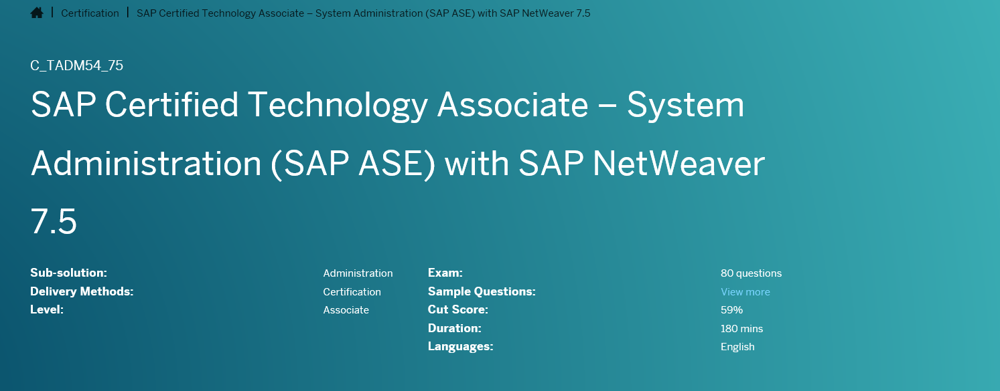 Certification | SAP Certified Technology Associate – System Administration (SAP ASE) with SAP NetWeaver 7.5
C_TADM54_75
SAP Certified Technology Associate – System
Administration (SAP ASE) with SAP NetWeaver
7.5
Sub-solution: Administration Exam: 80 questions
Delivery Methods: Certification Sample Questions: View more
Level: Associate Cut Score: 59%
Duration: 180 mins
Languages: English